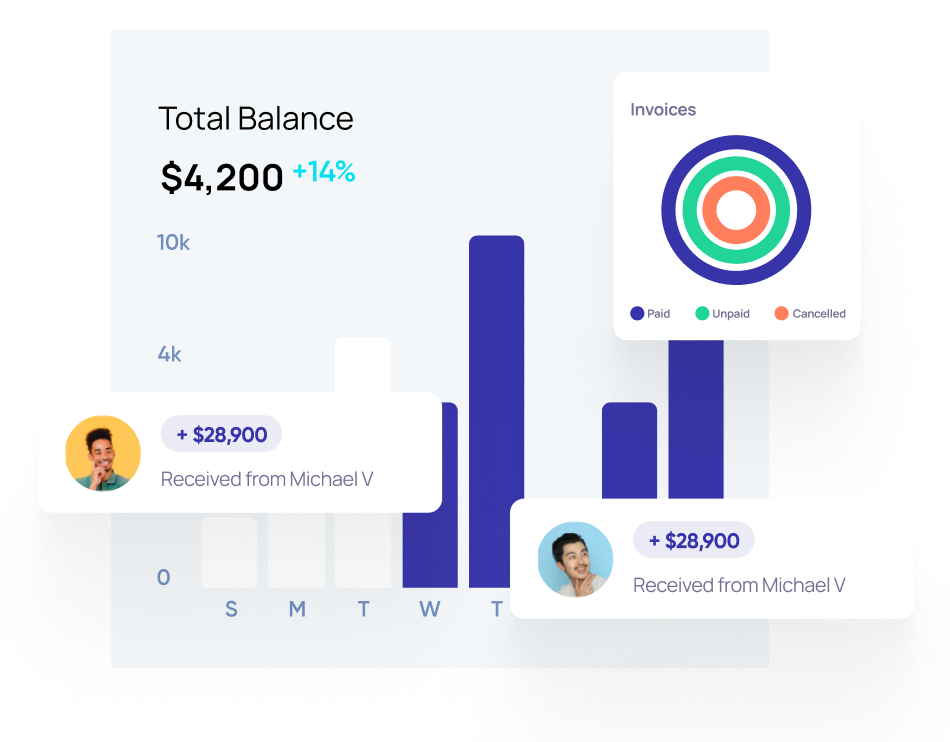 Total Balance
$4,200 +14%
Invoices
Paid Unpaid Cancelled
10k
4k
0
+ $28,900
Received from Michael V
+ $28,900
Received from Michael V
S M T W T